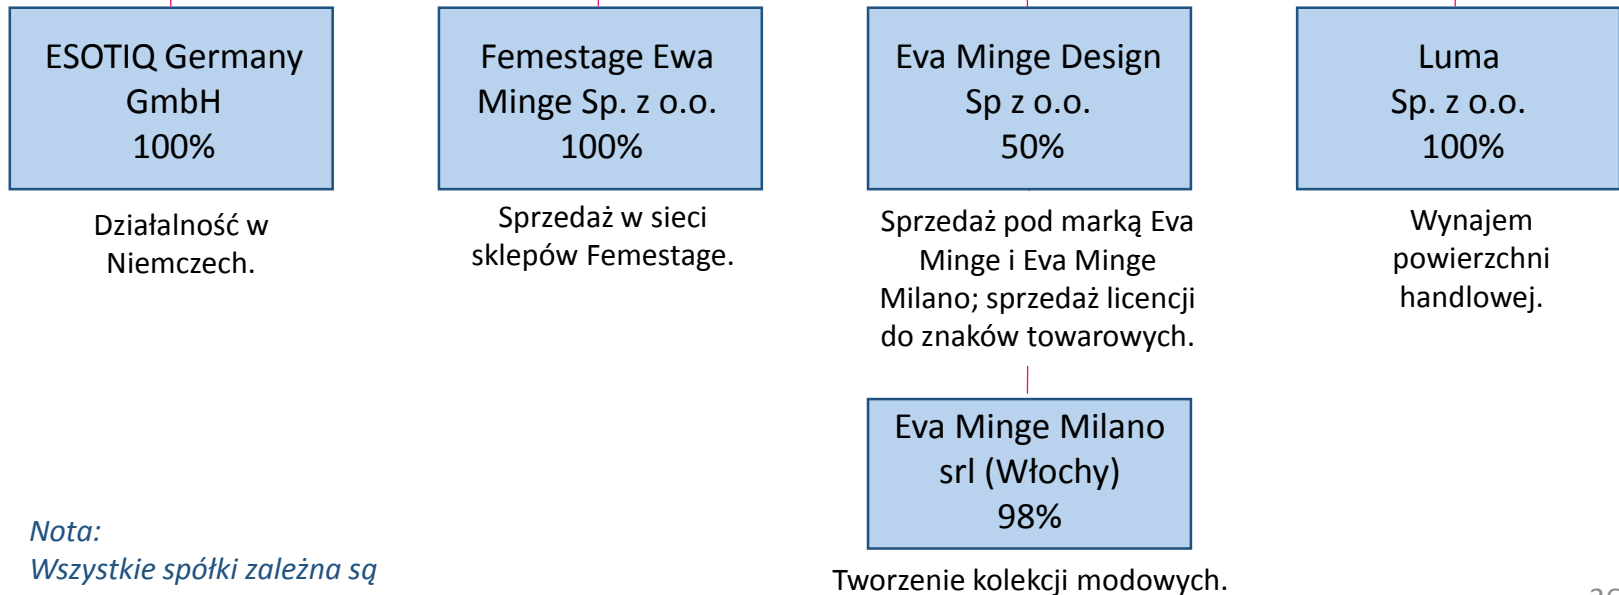 ESOTIQ Germany
GmbH
100%
Działalność w
Niemczech.
Femestage Ewa
Minge Sp. z o.o.
100%
Sprzedaż w sieci
sklepów Femestage.
Eva Minge Design
Sp z o.o.
50%
Sprzedaż pod marką Eva
Minge i Eva Minge
Milano; sprzedaż licencji
do znaków towarowych.
Eva Minge Milano
srl (Włochy)
98%
Tworzenie kolekcji modowych.
Luma
Sp. z o.o.
100%
Wynajem
powierzchni
handlowej.
Nota:
Wszystkie spółki zależna są